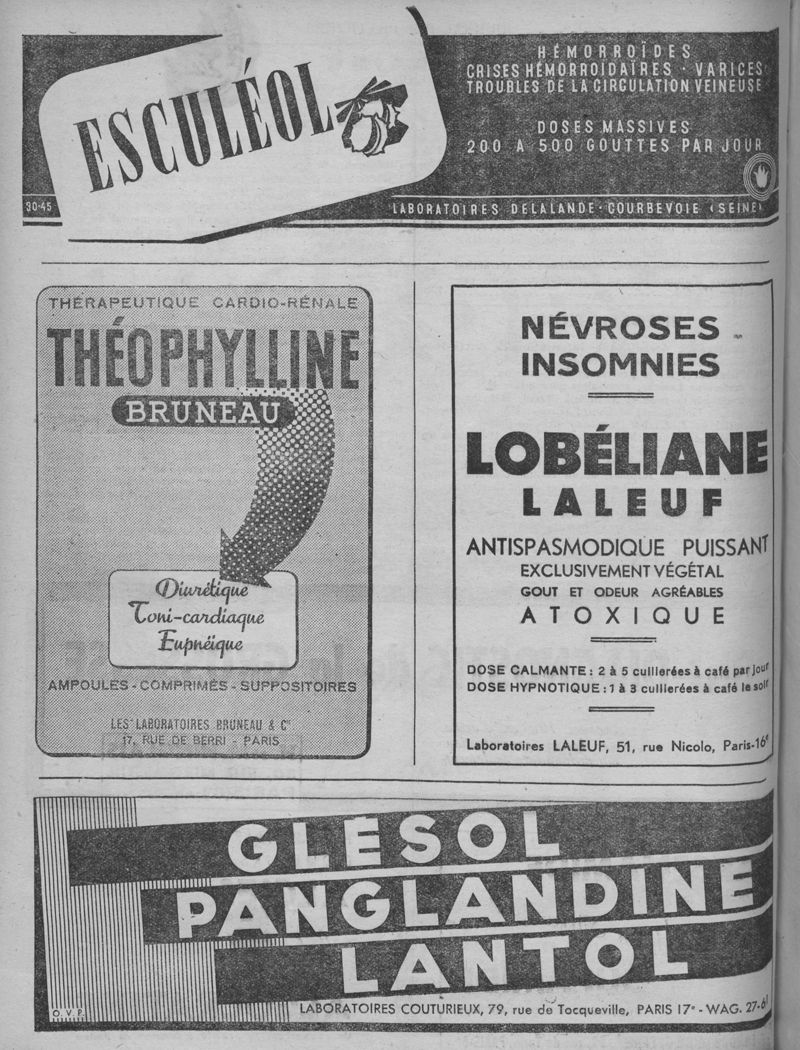 ESCULÉOL
HÉMORROÏDES
CRISES HÉMORROÏDAIRES · VARICES
TROUBLES DE LA CIRCULATION VEINEUSE
DOSES MASSIVES
200 A 500 GOUTTES PAR JOUR
30-45
LABORATOIRES DELALANDE · COURBEVOIE (SEINE)
THÉRAPEUTIQUE CARDIO-RÉNALE
THÉOPHYLLINE
BRUNEAU
Diurétique
Toni-cardiaque
Eupnéique
AMPOULES - COMPRIMÉS - SUPPOSITOIRES
LES LABORATOIRES BRUNEAU & Cie
17, RUE DE BERRI - PARIS
NÉVROSES
INSOMNIES
LOBÉLIANE
LALEUF
ANTISPASMODIQUE PUISSANT
EXCLUSIVEMENT VÉGÉTAL
GOUT ET ODEUR AGRÉABLES
ATOXIQUE
DOSE CALMANTE : 2 à 5 cuillerées à café par jour
DOSE HYPNOTIQUE : 1 à 3 cuillerées à café le soir
Laboratoires LALEUF, 51, rue Nicolo, Paris-16e
GLÉSOL
PANGLANDINE
LANTOL
O.V.P.
LABORATOIRES COUTURIEUX, 79, rue de Tocqueville, PARIS 17e - WAG. 27-